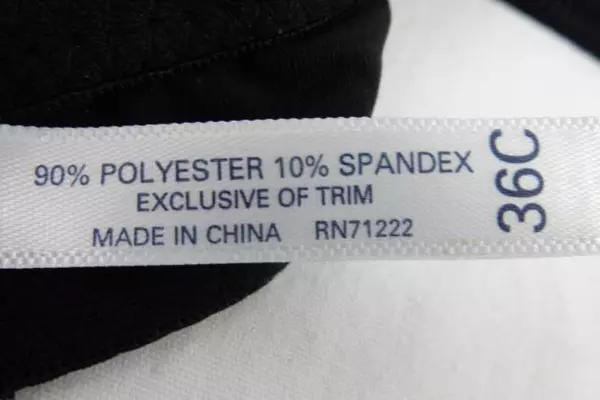 90% POLYESTER 10% SPANDEX
EXCLUSIVE OF TRIM
MADE IN CHINA RN71222
36C